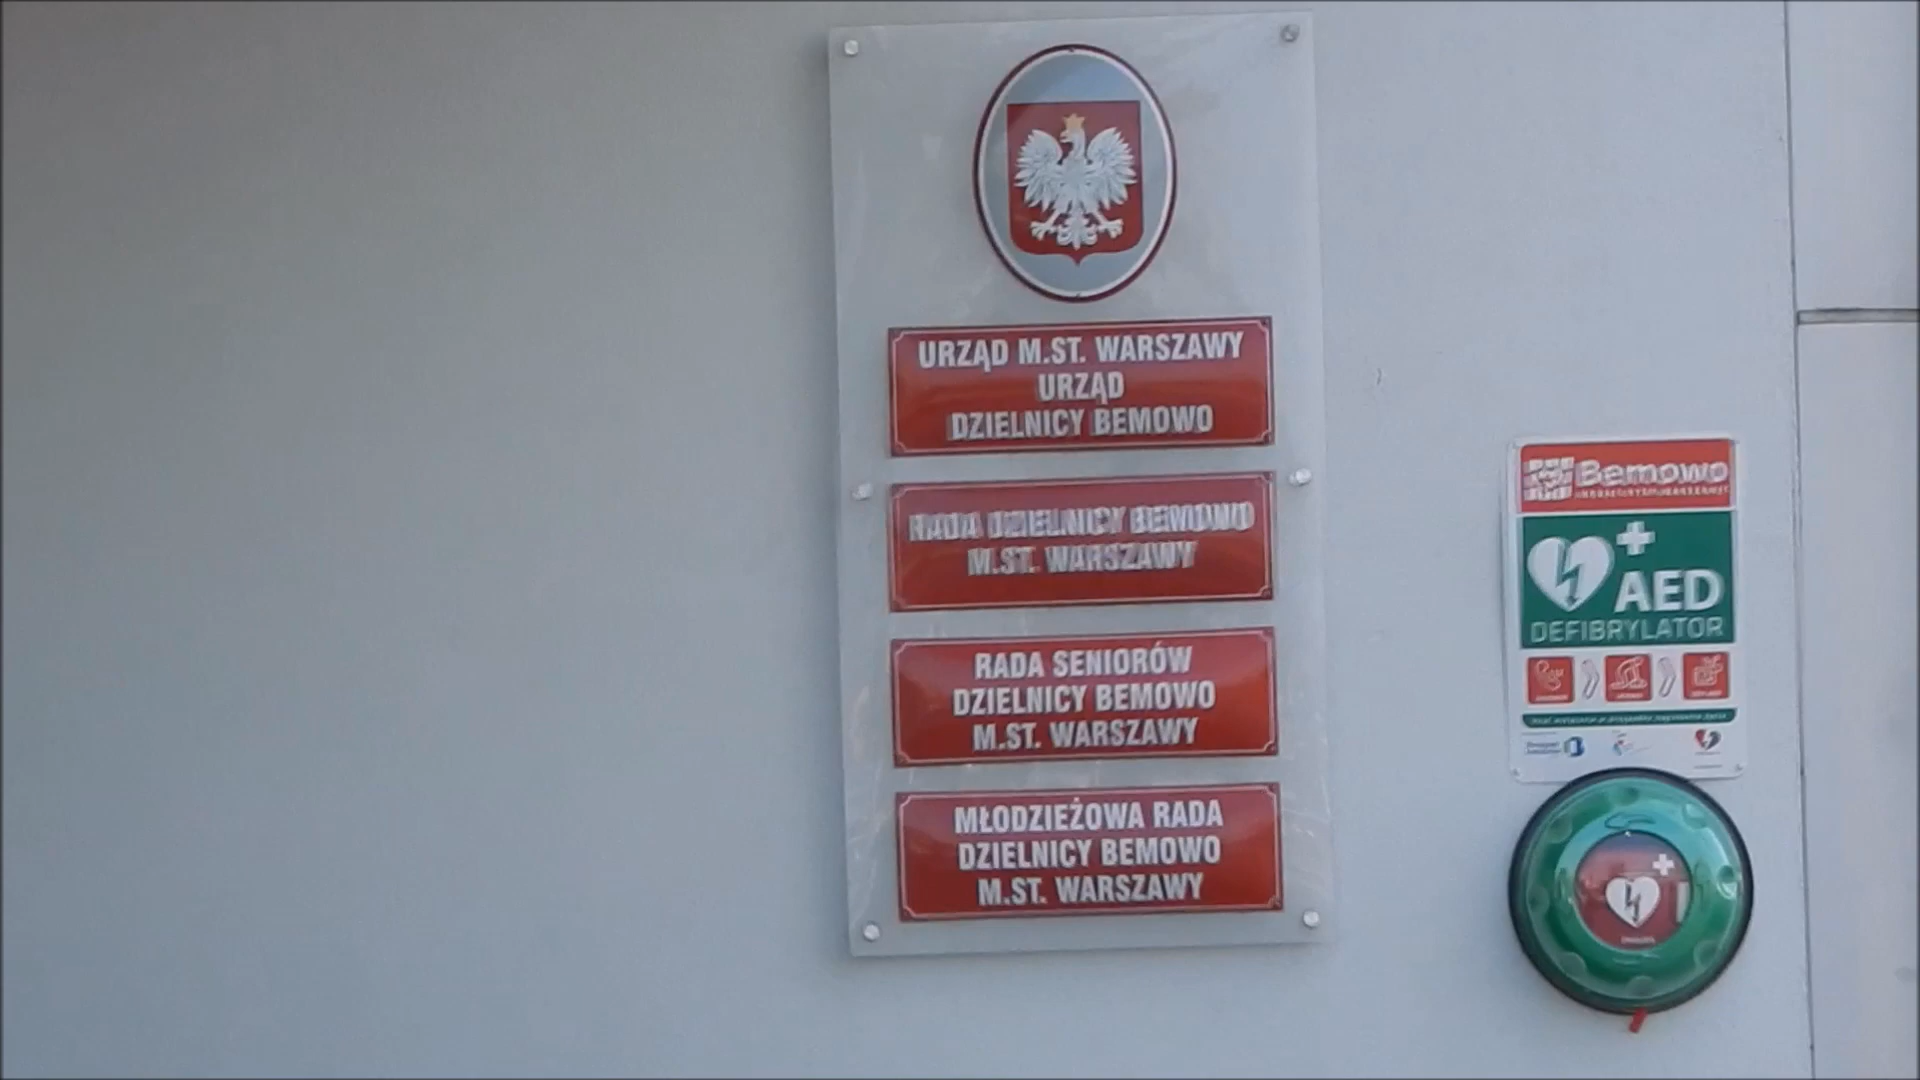 URZĄD M.ST. WARSZAWY
URZĄD
DZIELNICY BEMOWO
RADA DZIELNICY BEMOWO
M.ST. WARSZAWY
RADA SENIORÓW
DZIELNICY BEMOWO
M.ST. WARSZAWY
MŁODZIEŻOWA RADA
DZIELNICY BEMOWO
M.ST. WARSZAWY
Bemowo
AED
DEFIBRYLATOR